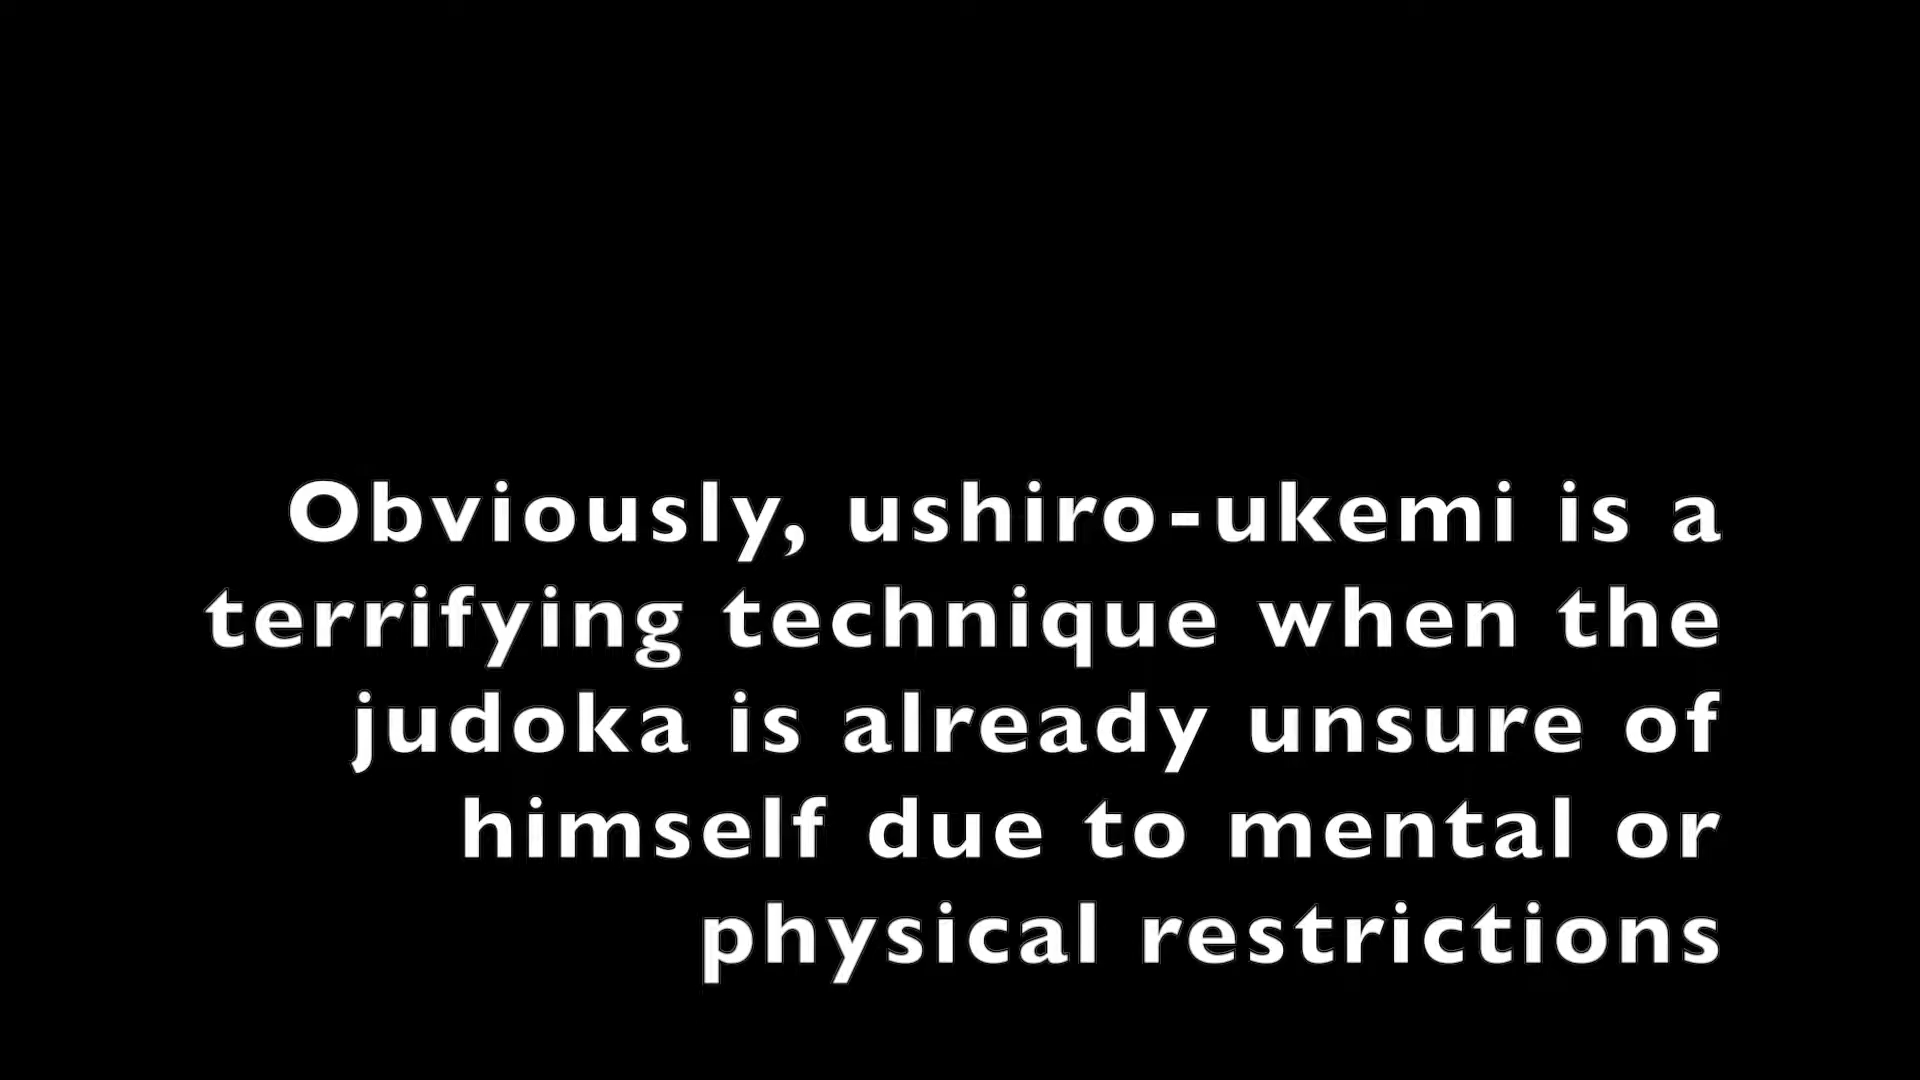 Obviously, ushiro-ukemi is a
terrifying technique when the
judoka is already unsure of
himself due to mental or
physical restrictions